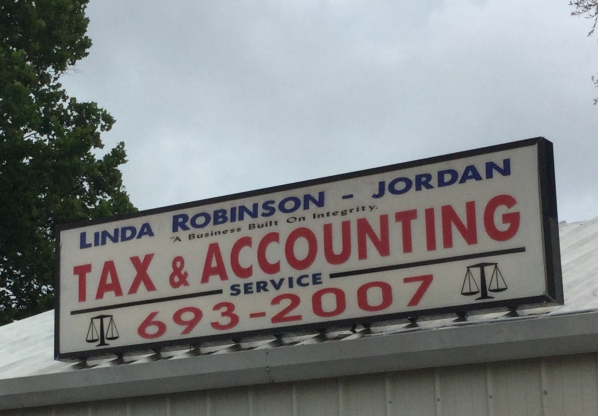 LINDA ROBINSON - JORDAN
"A Business Built On Integrity."
TAX & ACCOUNTING
SERVICE
693-2007